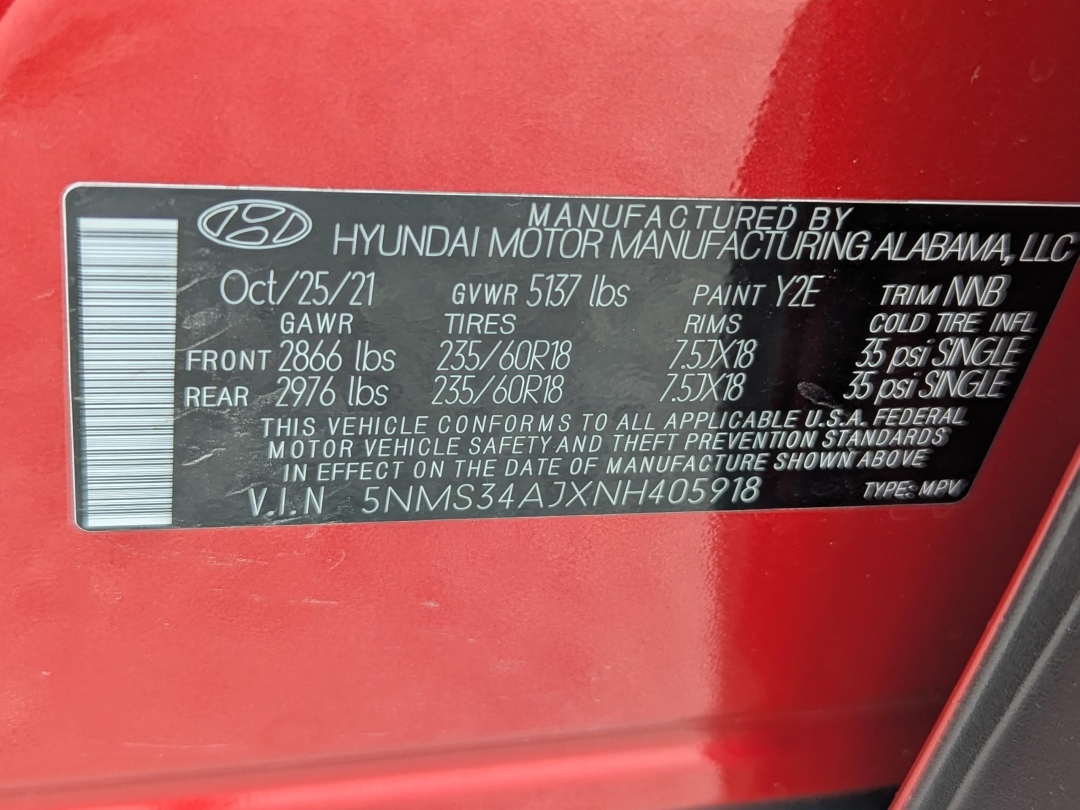 MANUFACTURED BY
HYUNDAI MOTOR MANUFACTURING ALABAMA, LLC
Oct/25/21 GVWR 5137 lbs PAINT Y2E TRIM NNB
GAWR TIRES RIMS COLD TIRE INFL
FRONT 2866 lbs 235/60R18 7.5JX18 35 psi SINGLE
REAR 2976 lbs 235/60R18 7.5JX18 35 psi SINGLE
THIS VEHICLE CONFORMS TO ALL APPLICABLE U.S.A. FEDERAL
MOTOR VEHICLE SAFETY AND THEFT PREVENTION STANDARDS
IN EFFECT ON THE DATE OF MANUFACTURE SHOWN ABOVE
V.I.N 5NMS34AJXNH405918 TYPE: MPV